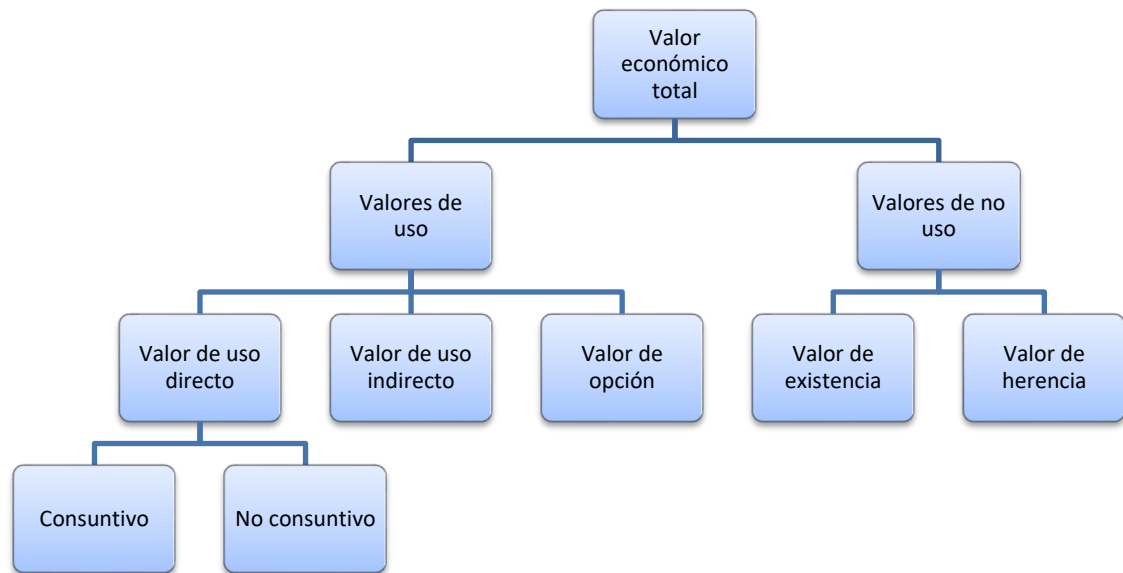 Valor
económico
total
Valores de
uso
Valores de no
uso
Valor de uso
directo
Valor de uso
indirecto
Valor de
opción
Valor de
existencia
Valor de
herencia
Consuntivo
No consuntivo